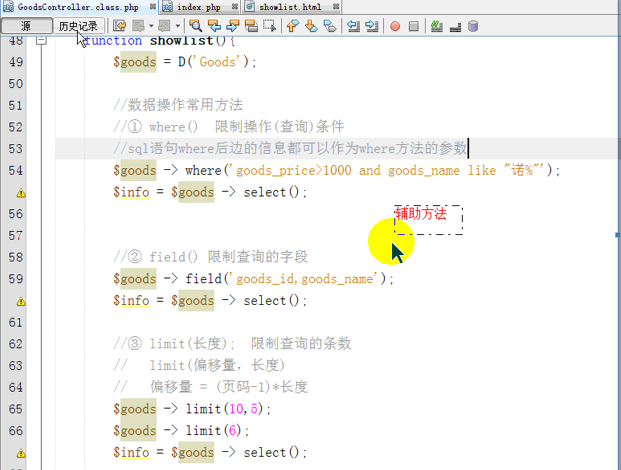 GoodsController.class.php index.php showlist.html
源 历史记录
48 function showlist(){
49 $goods = D('Goods');
50
51 //数据操作常用方法
52 //① where() 限制操作(查询)条件
53 //sql语句where后边的信息都可以作为where方法的参数
54 $goods -> where('goods_price>1000 and goods_name like "诺%"');
$info = $goods -> select();
56 辅助方法
57
58 //② field() 限制查询的字段
59 $goods -> field('goods_id,goods_name');
$info = $goods -> select();
61
62 //③ limit(长度); 限制查询的条数
63 // limit(偏移量，长度)
64 // 偏移量 = (页码-1)*长度
65 $goods -> limit(10,5);
66 $goods -> limit(6);
$info = $goods -> select();